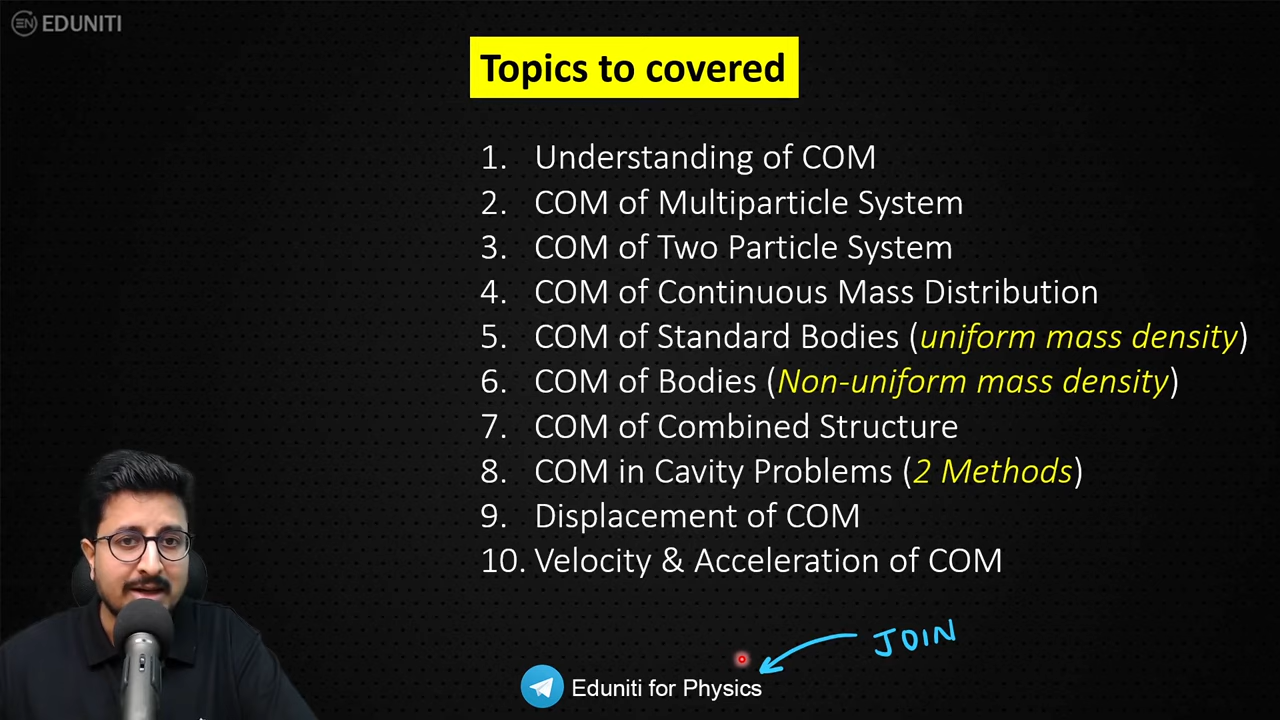 EN EDUNITI
Topics to covered
1. Understanding of COM
2. COM of Multiparticle System
3. COM of Two Particle System
4. COM of Continuous Mass Distribution
5. COM of Standard Bodies (uniform mass density)
6. COM of Bodies (Non-uniform mass density)
7. COM of Combined Structure
8. COM in Cavity Problems (2 Methods)
9. Displacement of COM
10. Velocity & Acceleration of COM
JOIN
Eduniti for Physics